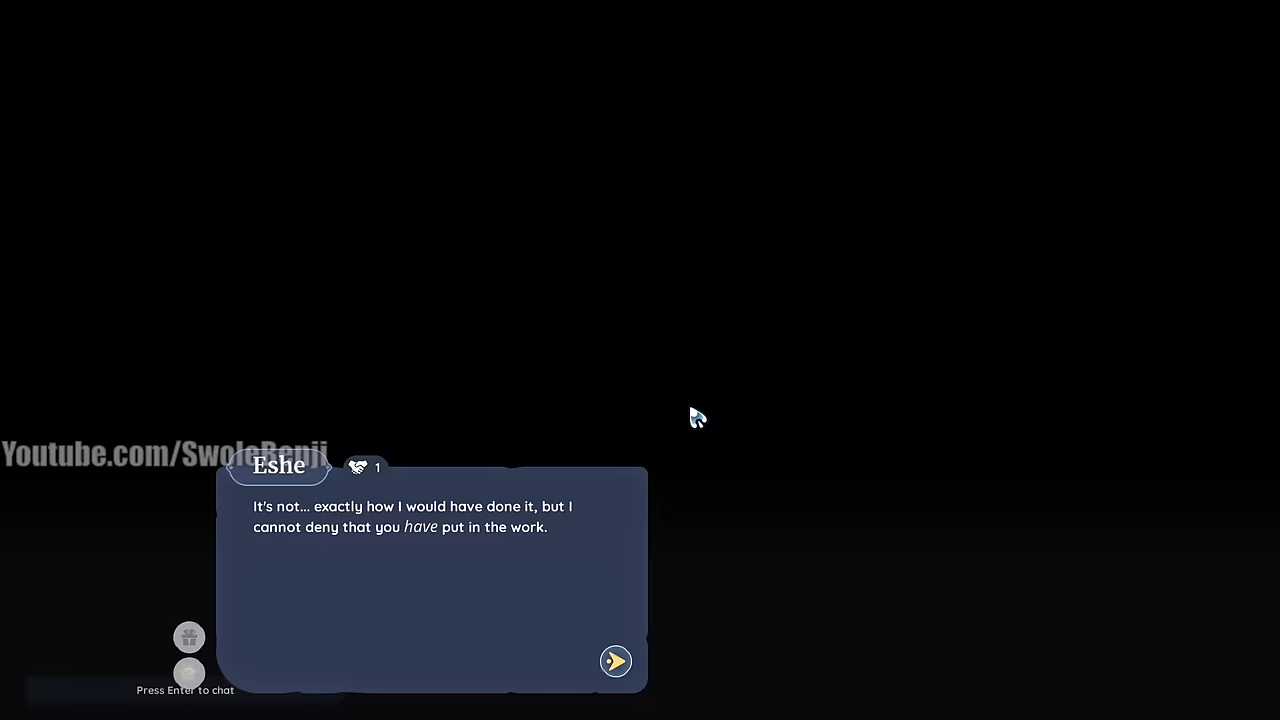 Youtube.com/SwoleBenji
Eshe
1
It's not... exactly how I would have done it, but I
cannot deny that you have put in the work.
Press Enter to chat